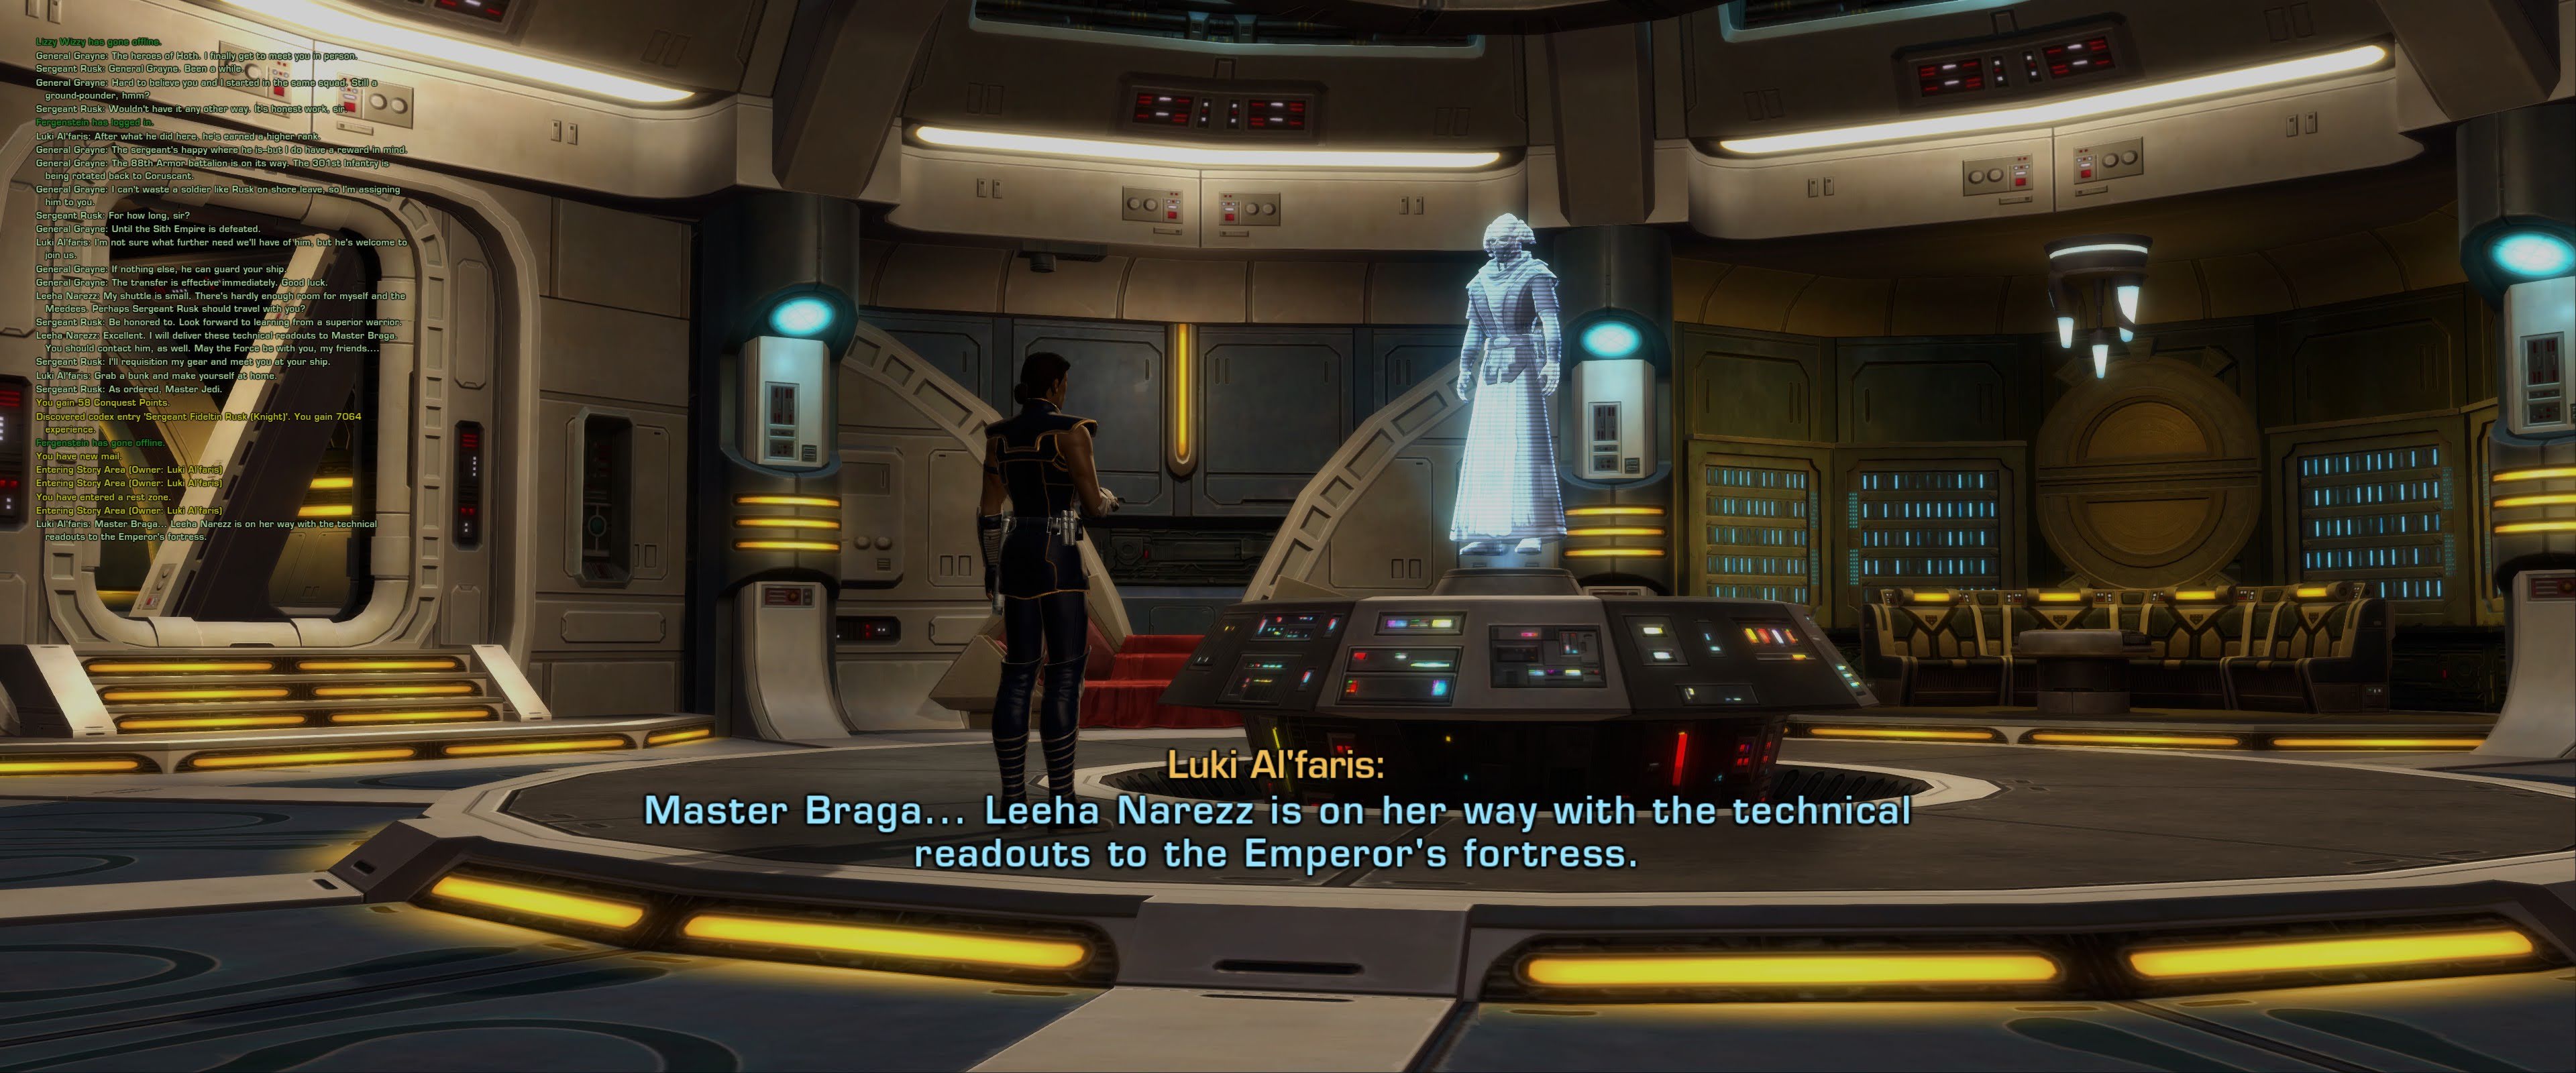 Lizzy Wizzy has gone offline.
General Grayne: The heroes of Hoth. I finally get to meet you in person.
Sergeant Rusk: General Grayne. Been a while.
General Grayne: Hard to believe you and I started in the same squad. Still a
ground-pounder, hmm?
Sergeant Rusk: Wouldn't have it any other way. It's honest work, sir.
Fergenstein has logged in.
Luki Al'faris: After what he did here, he's earned a higher rank.
General Grayne: The sergeant's happy where he is-but I do have a reward in mind.
General Grayne: The 88th Armor battalion is on its way. The 301st Infantry is
being rotated back to Coruscant.
General Grayne: I can't waste a soldier like Rusk on shore leave, so I'm assigning
him to you.
Sergeant Rusk: For how long, sir?
General Grayne: Until the Sith Empire is defeated.
Luki Al'faris: I'm not sure what further need we'll have of him, but he's welcome to
join us.
General Grayne: If nothing else, he can guard your ship.
General Grayne: The transfer is effective immediately. Good luck.
Leeha Narezz: My shuttle is small. There's hardly enough room for myself and the
Meedees. Perhaps Sergeant Rusk should travel with you?
Sergeant Rusk: Be honored to. Look forward to learning from a superior warrior.
Leeha Narezz: Excellent. I will deliver these technical readouts to Master Braga.
You should contact him, as well. May the Force be with you, my friends....
Sergeant Rusk: I'll requisition my gear and meet you at your ship.
Luki Al'faris: Grab a bunk and make yourself at home.
Sergeant Rusk: As ordered, Master Jedi.
You gain 58 Conquest Points.
Discovered codex entry 'Sergeant Fideltin Rusk (Knight)'. You gain 7064
experience.
Fergenstein has gone offline.
You have new mail.
Entering Story Area (Owner: Luki Al'faris)
Entering Story Area (Owner: Luki Al'faris)
You have entered a rest zone.
Entering Story Area (Owner: Luki Al'faris)
Luki Al'faris: Master Braga... Leeha Narezz is on her way with the technical
readouts to the Emperor's fortress.
Luki Al'faris:
Master Braga... Leeha Narezz is on her way with the technical
readouts to the Emperor's fortress.